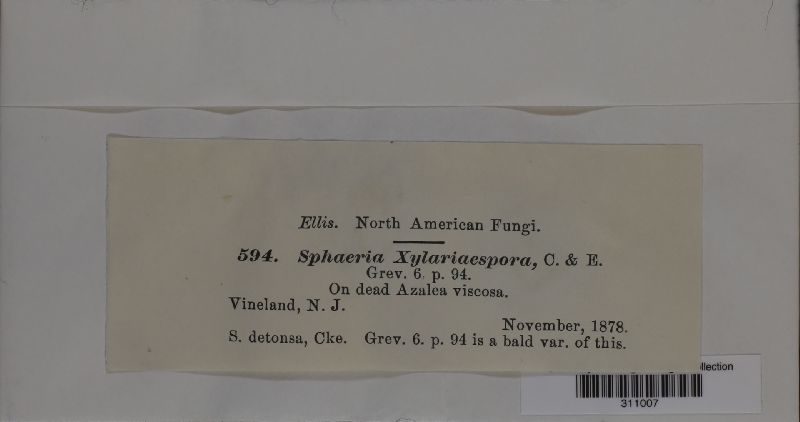 Ellis. North American Fungi.
594. Sphaeria Xylariaespora, C. & E.
Grev. 6. p. 94.
On dead Azalea viscosa.
Vineland, N. J.
November, 1878.
S. detonsa, Cke. Grev. 6. p. 94 is a bald var. of this.
llection
311007